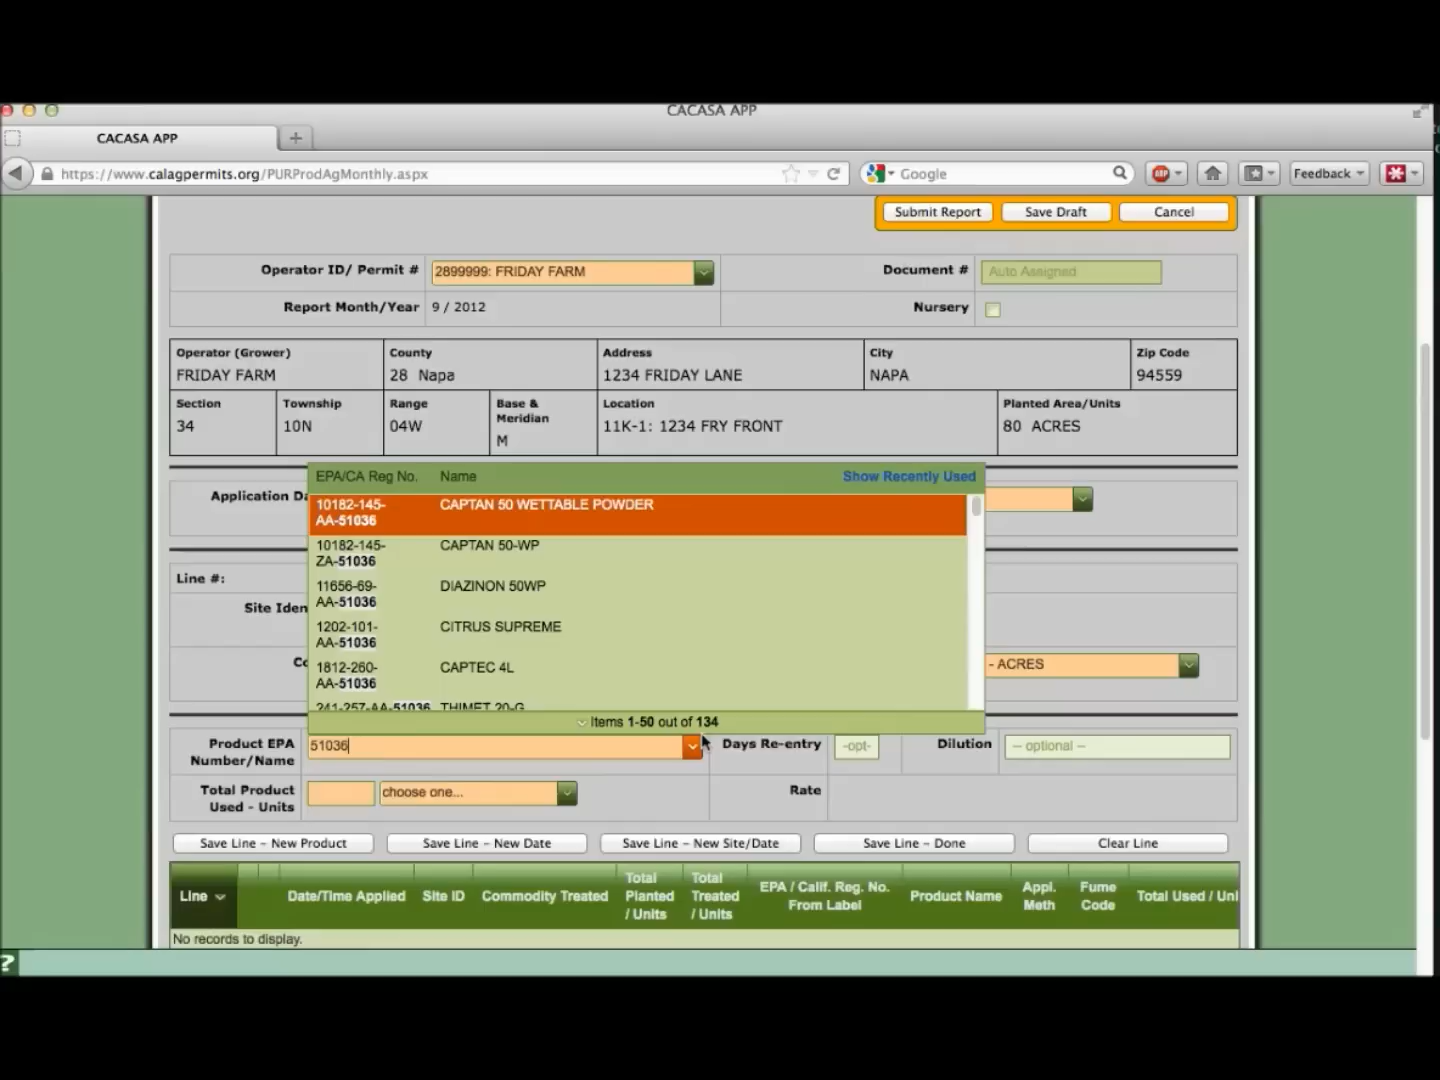 CACASA APP
CACASA APP
https://www.calagpermits.org/PURProdAgMonthly.aspx
Google
ABP
Feedback
Submit Report Save Draft Cancel
Operator ID/ Permit # 2899999: FRIDAY FARM Document # Auto Assigned
Report Month/Year 9 / 2012 Nursery
Operator (Grower) County Address City Zip Code
FRIDAY FARM 28 Napa 1234 FRIDAY LANE NAPA 94559
Section Township Range Base & Meridian Location Planted Area/Units
34 10N 04W M 11K-1: 1234 FRY FRONT 80 ACRES
EPA/CA Reg No. Name Show Recently Used
Application Da
10182-145-
AA-51036 CAPTAN 50 WETTABLE POWDER
10182-145-
ZA-51036 CAPTAN 50-WP
Line #:
11656-69-
AA-51036 DIAZINON 50WP
Site Iden
1202-101-
AA-51036 CITRUS SUPREME
Co
1812-260-
AA-51036 CAPTEC 4L
- ACRES
241-257-AA-51036 THIMET 20-G
Items 1-50 out of 134
Product EPA
Number/Name 51036 Days Re-entry -opt- Dilution -- optional --
Total Product
Used - Units choose one... Rate
Save Line - New Product Save Line - New Date Save Line - New Site/Date Save Line - Done Clear Line
Line Date/Time Applied Site ID Commodity Treated Total Planted / Units Total Treated / Units EPA / Calif. Reg. No. From Label Product Name Appl. Meth Fume Code Total Used / Uni
No records to display.
?